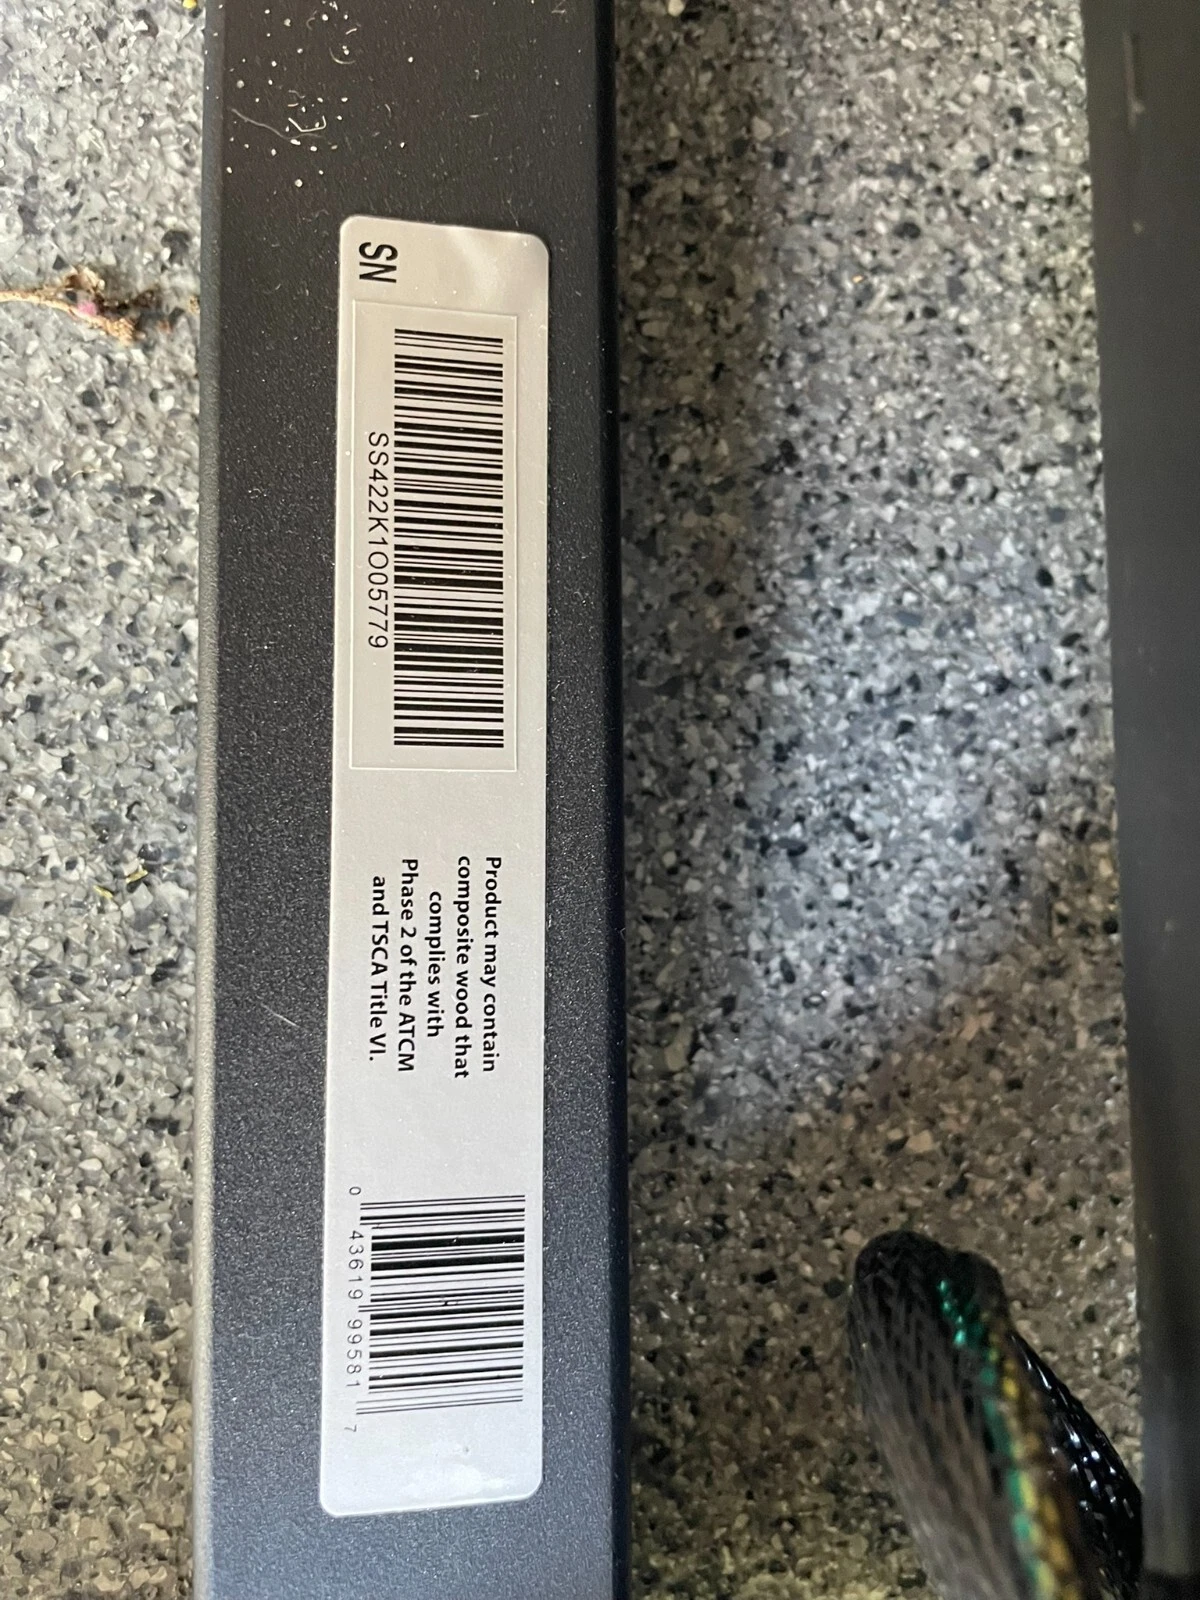 SN
SS422K1O05779
Product may contain
composite wood that
complies with
Phase 2 of the ATCM
and TSCA Title VI.
0 43619 99581 7